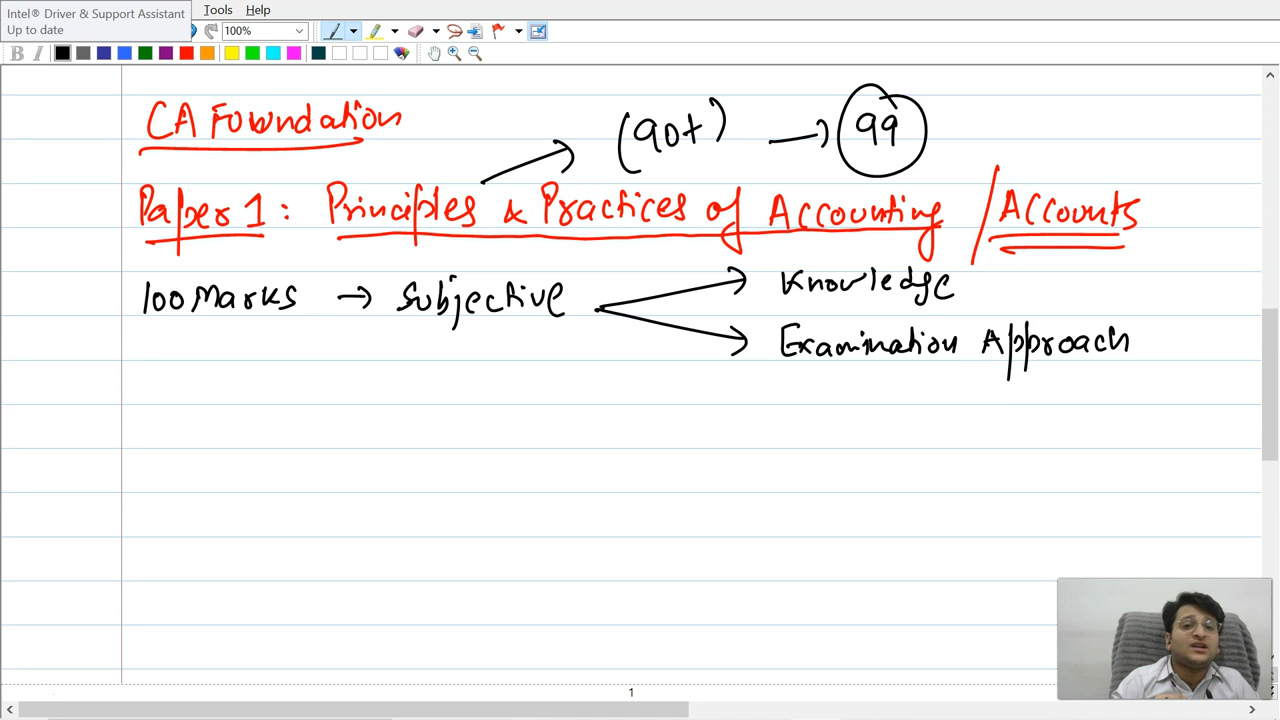 Intel® Driver & Support Assistant
Up to date
Tools Help
100%
B I
CA Foundation
(90+) → 99
Paper 1: Principles & Practices of Accounting / Accounts
100 Marks → Subjective
Knowledge
Examination Approach
1